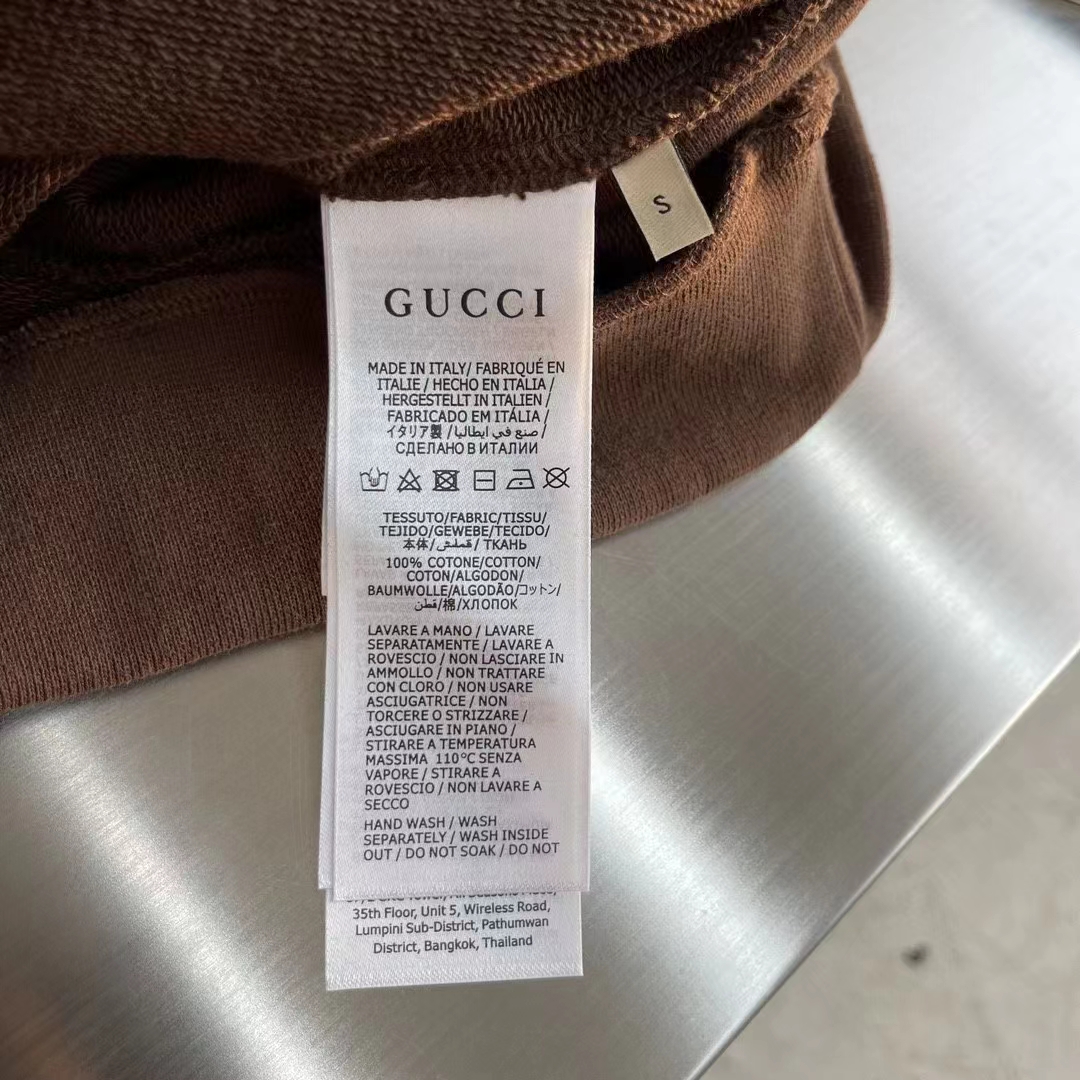 S
GUCCI
MADE IN ITALY/ FABRIQUÉ EN
ITALIE / HECHO EN ITALIA /
HERGESTELLT IN ITALIEN /
FABRICADO EM ITÁLIA /
イタリア製 / صنع في ايطاليا /
СДЕЛАНО В ИТАЛИИ
TESSUTO/FABRIC/TISSU/
TEJIDO/GEWEBE/TECIDO/
本体/ قملش / ТКАНЬ
100% COTONE/COTTON/
COTON/ALGODON/
BAUMWOLLE/ALGODÃO/コットン/
قطن/棉/ХЛОПОК
LAVARE A MANO / LAVARE
SEPARATAMENTE / LAVARE A
ROVESCIO / NON LASCIARE IN
AMMOLLO / NON TRATTARE
CON CLORO / NON USARE
ASCIUGATRICE / NON
TORCERE O STRIZZARE /
ASCIUGARE IN PIANO /
STIRARE A TEMPERATURA
MASSIMA 110°C SENZA
VAPORE / STIRARE A
ROVESCIO / NON LAVARE A
SECCO
HAND WASH / WASH
SEPARATELY / WASH INSIDE
OUT / DO NOT SOAK / DO NOT
35th Floor, Unit 5, Wireless Road,
Lumpini Sub-District, Pathumwan
District, Bangkok, Thailand